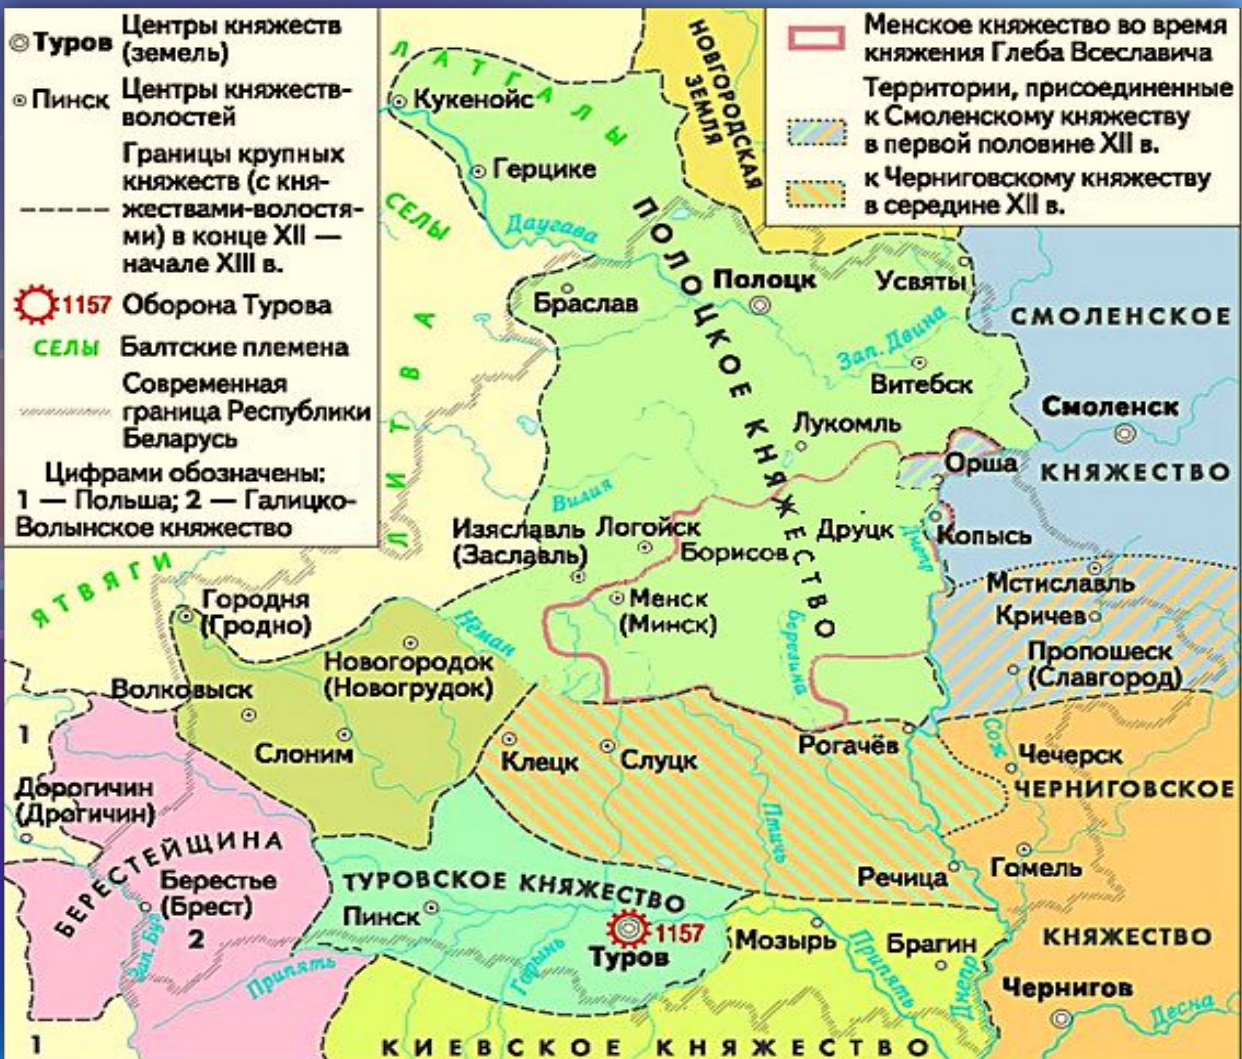 Туров Центры княжеств
(земель)
Пинск Центры княжеств-
волостей
Границы крупных
княжеств (с кня-
жествами-волостя-
ми) в конце XII —
начале XIII в.
1157 Оборона Турова
СЕЛЫ Балтские племена
Современная
граница Республики
Беларусь
Цифрами обозначены:
1 — Польша; 2 — Галицко-
Волынское княжество
Менское княжество во время
княжения Глеба Всеславича
Территории, присоединенные
к Смоленскому княжеству
в первой половине XII в.
к Черниговскому княжеству
в середине XII в.
ЛАТГАЛЫ
НОВГОРОДСКАЯ
ЗЕМЛЯ
Кукенойс
Герцике
СЕЛЫ
Даугава
ПОЛОЦКОЕ КНЯЖЕСТВО
Полоцк
Усвяты
Браслав
СМОЛЕНСКОЕ
Зап. Двина
Витебск
ЛИТВА
Смоленск
Лукомль
Орша
КНЯЖЕСТВО
Вилия
Изяславль
(Заславль)
Логойск
Борисов
Друцк
Днепр
Копысь
ЯТВЯГИ
Мстиславль
Городня
(Гродно)
Менск
(Минск)
Березина
Кричев
Нёман
Новогородок
(Новогрудок)
Пропошеск
(Славгород)
Волковыск
Слоним
Клецк
Слуцк
Рогачёв
Сож
Чечерск
1
ЧЕРНИГОВСКОЕ
Дорогичин
(Дрогичин)
Птичь
БЕРЕСТЕЙЩИНА
Берестье
(Брест)
2
ТУРОВСКОЕ КНЯЖЕСТВО
Речица
Гомель
Пинск
1157
Туров
Мозырь
Брагин
КНЯЖЕСТВО
Зап. Буг
Припять
Горынь
Припять
Днепр
Чернигов
Десна
1
КИЕВСКОЕ КНЯЖЕСТВО